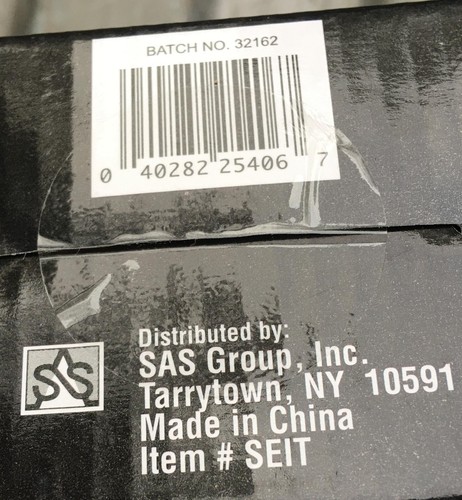 BATCH NO. 32162
0 40282 25406 7
Distributed by:
SAS Group, Inc.
SAS
Tarrytown, NY 10591
Made in China
Item # SEIT